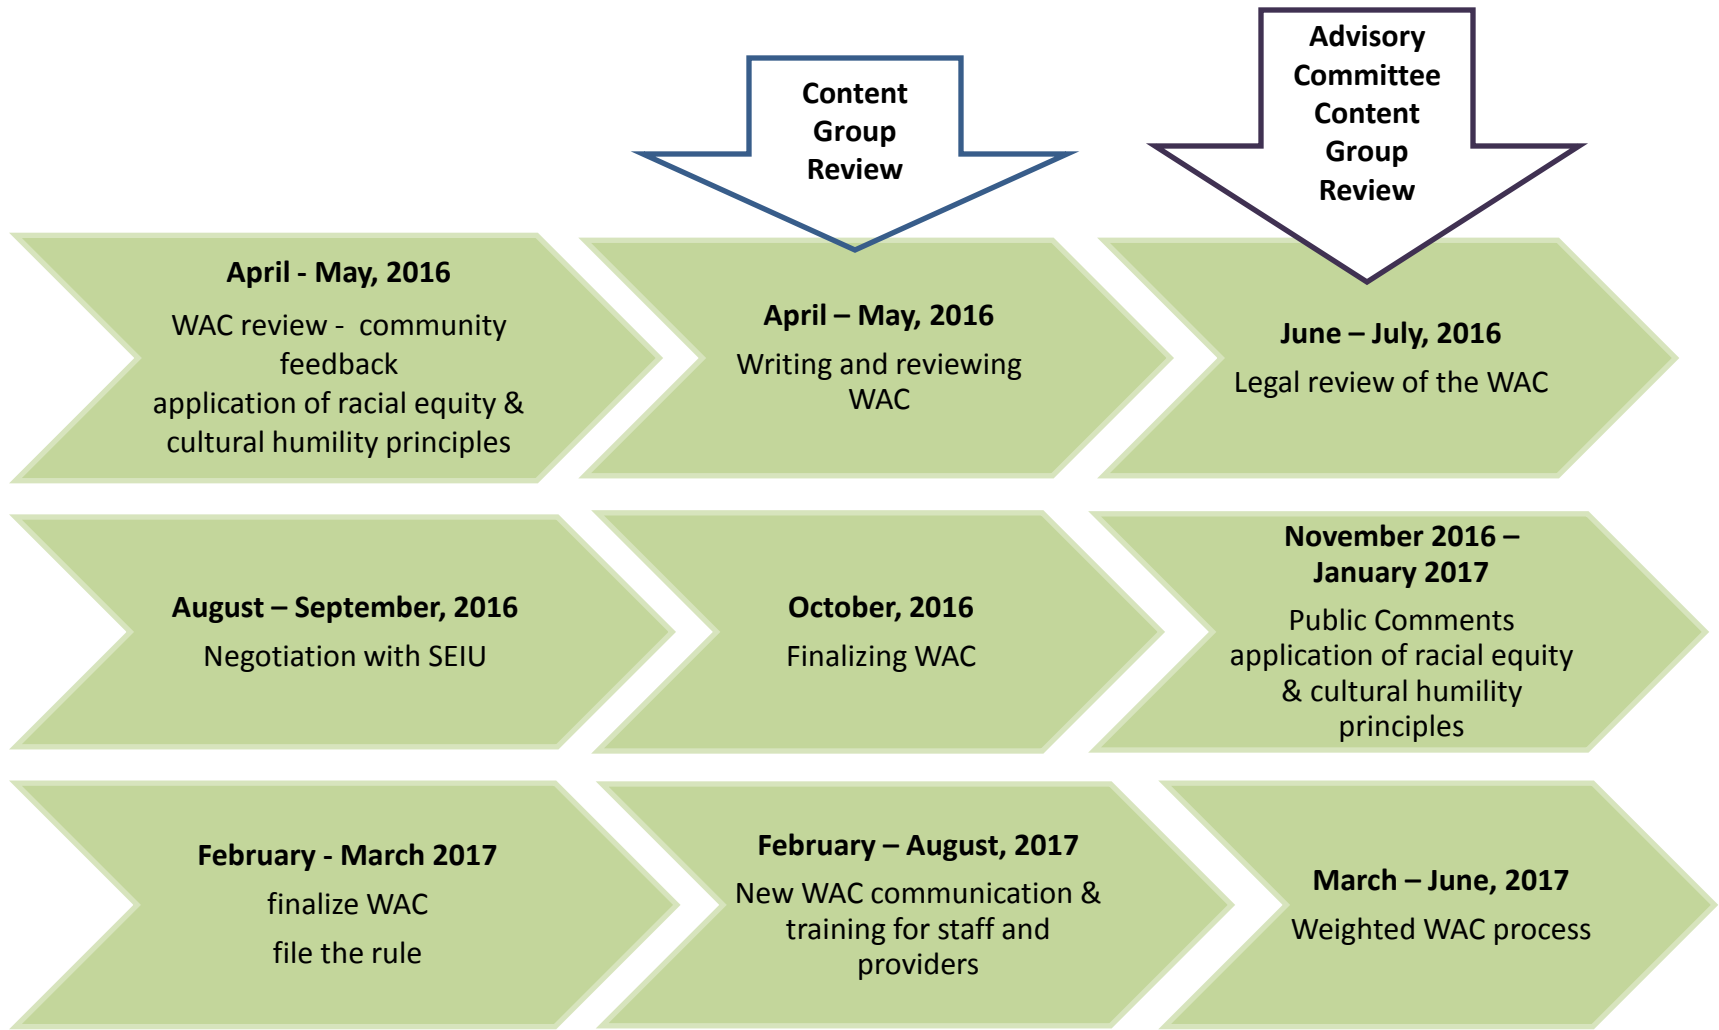 Content
Group
Review
Advisory
Committee
Content
Group
Review
April - May, 2016
WAC review -  community
feedback
application of racial equity &
cultural humility principles
April – May, 2016
Writing and reviewing
WAC
June – July, 2016
Legal review of the WAC
August – September, 2016
Negotiation with SEIU
October, 2016
Finalizing WAC
November 2016 –
January 2017
Public Comments
application of racial equity
& cultural humility
principles
February - March 2017
finalize WAC
file the rule
February – August, 2017
New WAC communication &
training for staff and
providers
March – June, 2017
Weighted WAC process